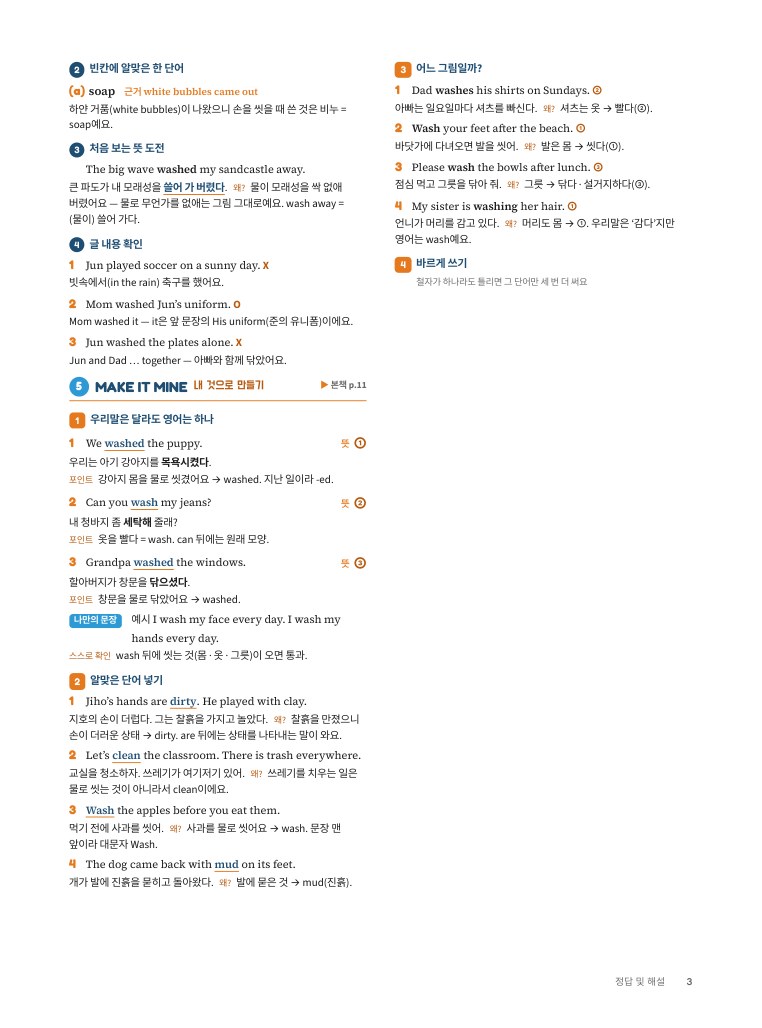 2 빈칸에 알맞은 한 단어
(a) soap 근거 white bubbles came out
하얀 거품(white bubbles)이 나왔으니 손을 씻을 때 쓴 것은 비누 =
soap예요.
3 처음 보는 뜻 도전
The big wave washed my sandcastle away.
큰 파도가 내 모래성을 쓸어 가 버렸다. 왜? 물이 모래성을 싹 없애
버렸어요 — 물로 무언가를 없애는 그림 그대로예요. wash away =
(물이) 쓸어 가다.
4 글 내용 확인
1 Jun played soccer on a sunny day. X
빗속에서(in the rain) 축구를 했어요.
2 Mom washed Jun’s uniform. O
Mom washed it — it은 앞 문장의 His uniform(준의 유니폼)이에요.
3 Jun washed the plates alone. X
Jun and Dad … together — 아빠와 함께 닦았어요.
5 MAKE IT MINE 내 것으로 만들기 ▶ 본책 p.11
1 우리말은 달라도 영어는 하나
1 We washed the puppy. 뜻 ①
우리는 아기 강아지를 목욕시켰다.
포인트 강아지 몸을 물로 씻겼어요 → washed. 지난 일이라 -ed.
2 Can you wash my jeans? 뜻 ②
내 청바지 좀 세탁해 줄래?
포인트 옷을 빨다 = wash. can 뒤에는 원래 모양.
3 Grandpa washed the windows. 뜻 ③
할아버지가 창문을 닦으셨다.
포인트 창문을 물로 닦았어요 → washed.
나만의 문장 예시 I wash my face every day. I wash my
hands every day.
스스로 확인 wash 뒤에 씻는 것(몸 · 옷 · 그릇)이 오면 통과.
2 알맞은 단어 넣기
1 Jiho’s hands are dirty. He played with clay.
지호의 손이 더럽다. 그는 찰흙을 가지고 놀았다. 왜? 찰흙을 만졌으니
손이 더러운 상태 → dirty. are 뒤에는 상태를 나타내는 말이 와요.
2 Let’s clean the classroom. There is trash everywhere.
교실을 청소하자. 쓰레기가 여기저기 있어. 왜? 쓰레기를 치우는 일은
물로 씻는 것이 아니라서 clean이에요.
3 Wash the apples before you eat them.
먹기 전에 사과를 씻어. 왜? 사과를 물로 씻어요 → wash. 문장 맨
앞이라 대문자 Wash.
4 The dog came back with mud on its feet.
개가 발에 진흙을 묻히고 돌아왔다. 왜? 발에 묻은 것 → mud(진흙).
3 어느 그림일까?
1 Dad washes his shirts on Sundays. ②
아빠는 일요일마다 셔츠를 빠신다. 왜? 셔츠는 옷 → 빨다(②).
2 Wash your feet after the beach. ①
바닷가에 다녀오면 발을 씻어. 왜? 발은 몸 → 씻다(①).
3 Please wash the bowls after lunch. ③
점심 먹고 그릇을 닦아 줘. 왜? 그릇 → 닦다 · 설거지하다(③).
4 My sister is washing her hair. ①
언니가 머리를 감고 있다. 왜? 머리도 몸 → ①. 우리말은 ‘감다’지만
영어는 wash예요.
4 바르게 쓰기
철자가 하나라도 틀리면 그 단어만 세 번 더 써요
정답 및 해설 3